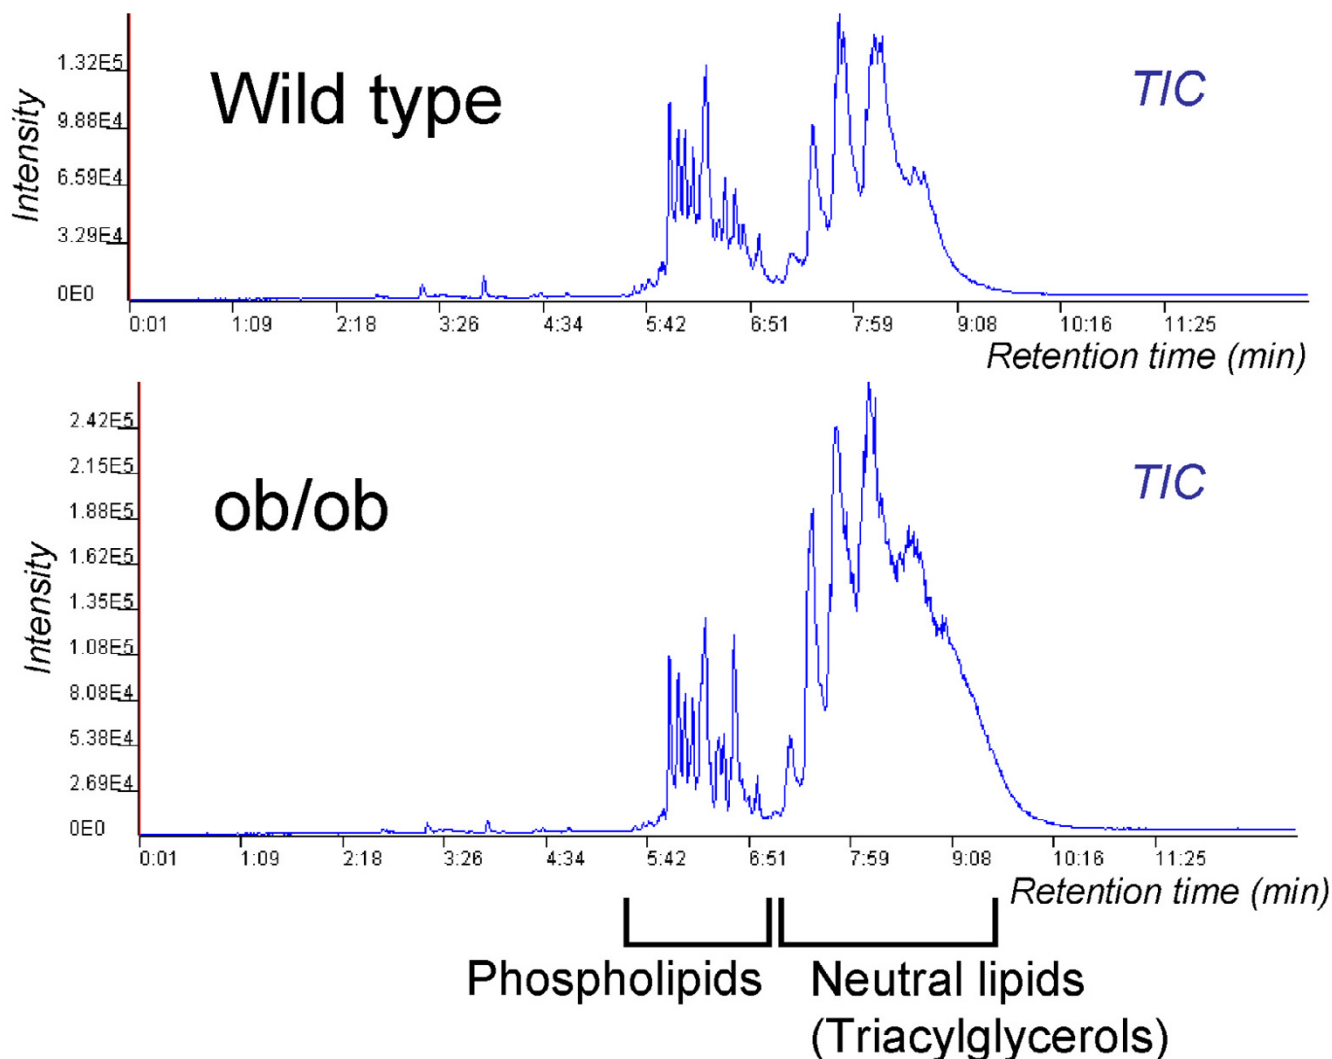 Wild type
TIC
Intensity
1.32E5
9.88E4
6.59E4
3.29E4
0E0
0:01 1:09 2:18 3:26 4:34 5:42 6:51 7:59 9:08 10:16 11:25
Retention time (min)
ob/ob
TIC
Intensity
2.42E5
2.15E5
1.88E5
1.62E5
1.35E5
1.08E5
8.08E4
5.38E4
2.69E4
0E0
0:01 1:09 2:18 3:26 4:34 5:42 6:51 7:59 9:08 10:16 11:25
Retention time (min)
Phospholipids
Neutral lipids
(Triacylglycerols)